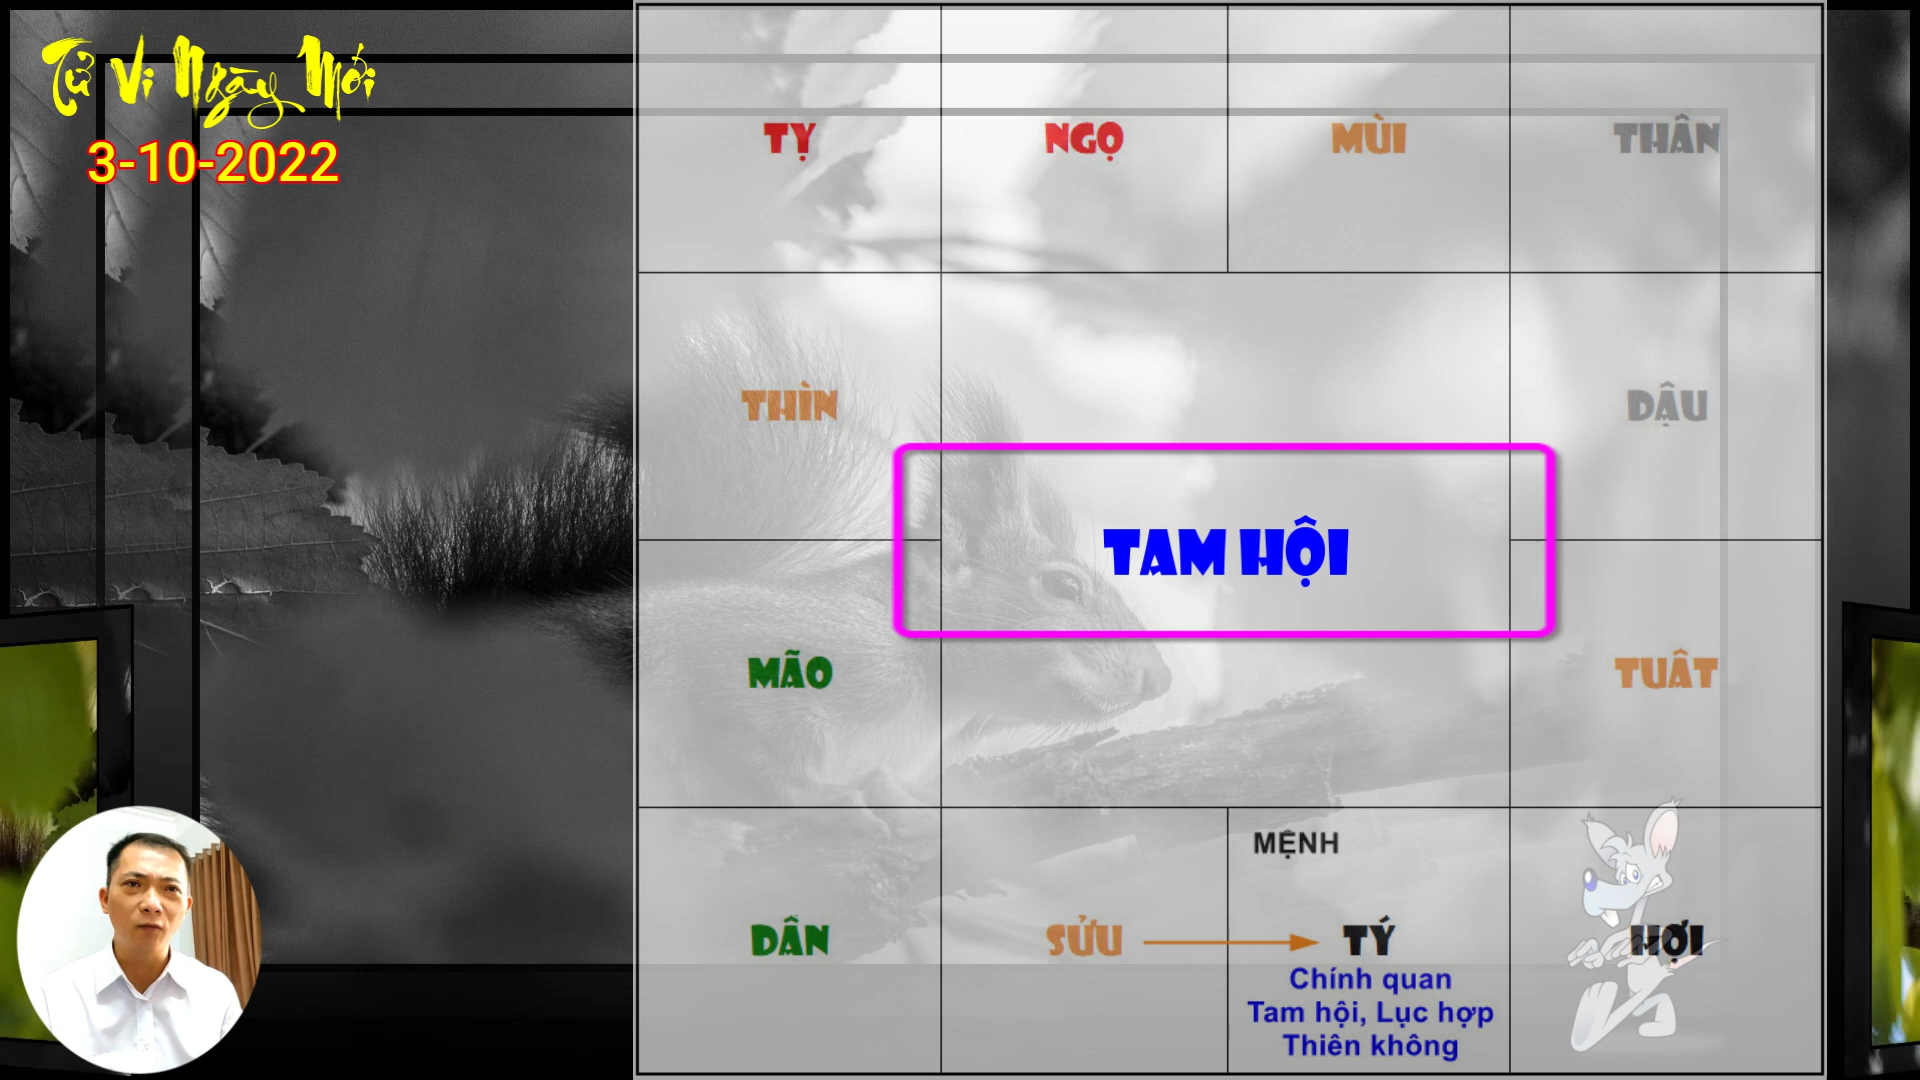 Tử Vi Ngày Mới
3-10-2022
TỴ
NGỌ
MÙI
THÂN
THÌN
DẬU
TAM HỘI
MÃO
TUẤT
MỆNH
DẦN
SỬU
TÝ
HỢI
Chính quan
Tam hội, Lục hợp
Thiên không